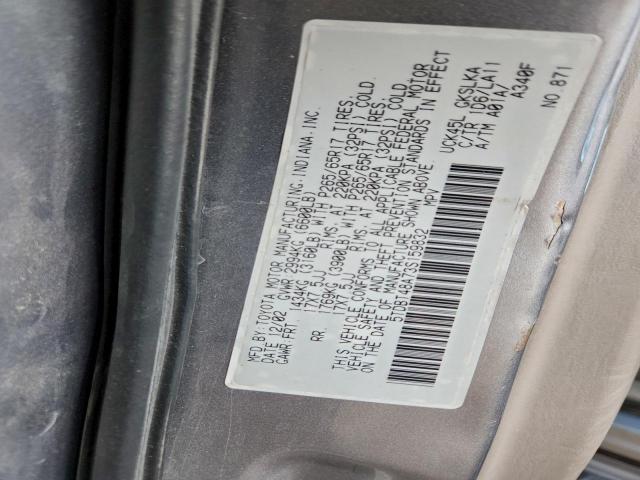 MFD.BY:TOYOTA MOTOR MANUFACTURING.INDIANA.INC.
DATE 12/02 GVWR 2994KG (6600LB)
GAWR FRT 1434KG (3160LB) WITH P265/65R17 TIRES.
17X7.5JJ RIMS, AT 220KPA (32PSI) COLD.
RR. 1769KG (3900LB) WITH P265/65R17 TIRES.
17X7.5JJ RIMS, AT 220KPA (32PSI) COLD.
THIS VEHICLE CONFORMS TO ALL APPLICABLE FEDERAL MOTOR
VEHICLE SAFETY AND THEFT PREVENTION STANDARDS IN EFFECT
ON THE DATE OF MANUFACTURE SHOWN ABOVE.
5TDBT48A73S159832 MPV
UCK45L GKSLKA
C/TR 1D6/LA11
A/TM A01A/
A340F
NO.871